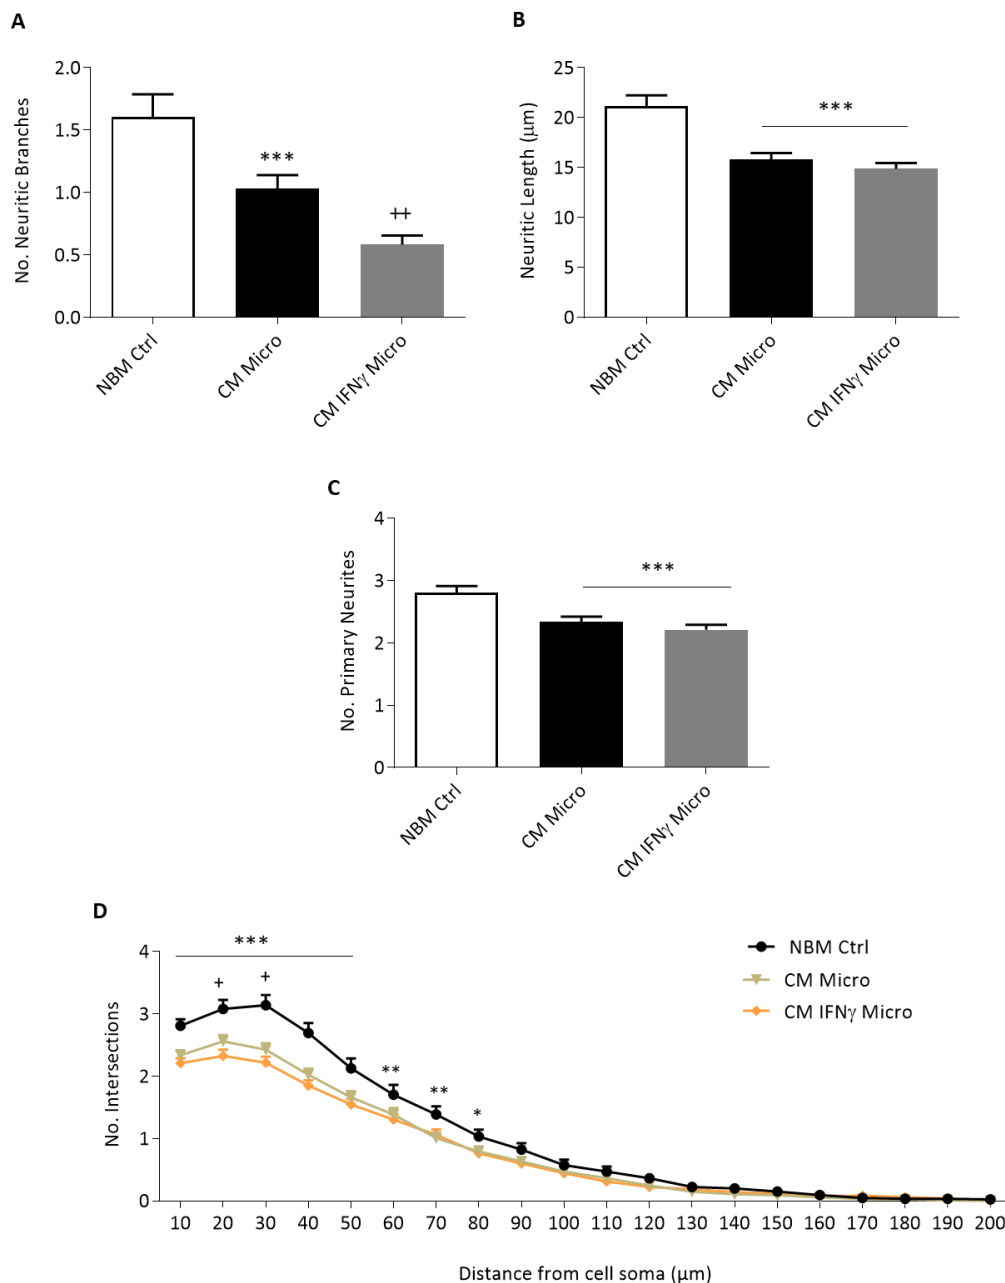 A
No. Neuritic Branches
2.0
1.5
1.0
0.5
0.0
***
++
NBM Ctrl
CM Micro
CM IFNγ Micro
B
Neuritic Length (μm)
25
20
15
10
5
0
***
NBM Ctrl
CM Micro
CM IFNγ Micro
C
No. Primary Neurites
4
3
2
1
0
***
NBM Ctrl
CM Micro
CM IFNγ Micro
D
No. Intersections
4
3
2
1
0
***
+ +
** ** *
NBM Ctrl
CM Micro
CM IFNγ Micro
10 20 30 40 50 60 70 80 90 100 110 120 130 140 150 160 170 180 190 200
Distance from cell soma (μm)